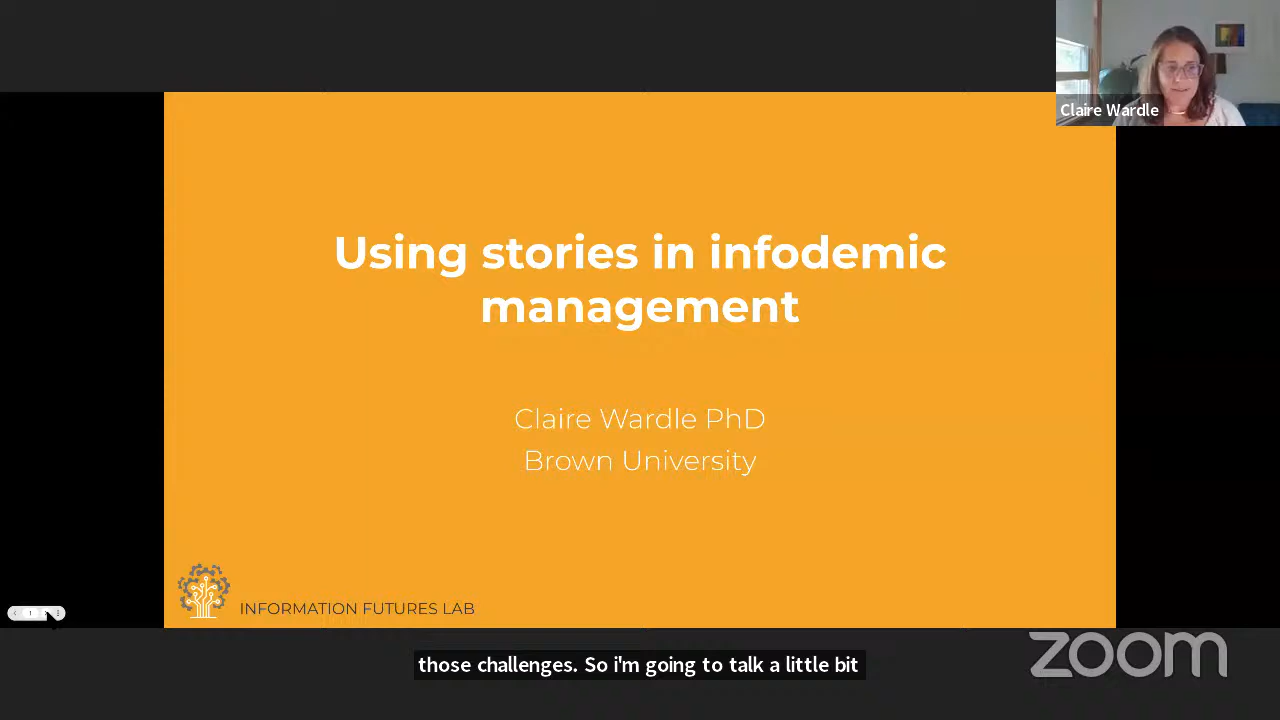 Claire Wardle
Using stories in infodemic
management
Claire Wardle PhD
Brown University
INFORMATION FUTURES LAB
1
those challenges. So i'm going to talk a little bit
zoom